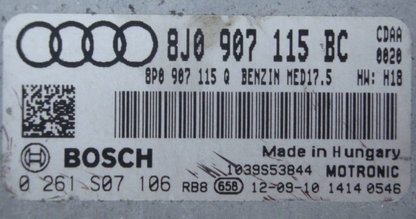 8J0 907 115 BC CDAA
0020
8P0 907 115 Q BENZIN MED17.5 HW: H18
BOSCH Made in Hungary
1039S53844 MOTRONIC
0 261 S07 106 RB8 658 12-09-10 1414 0546